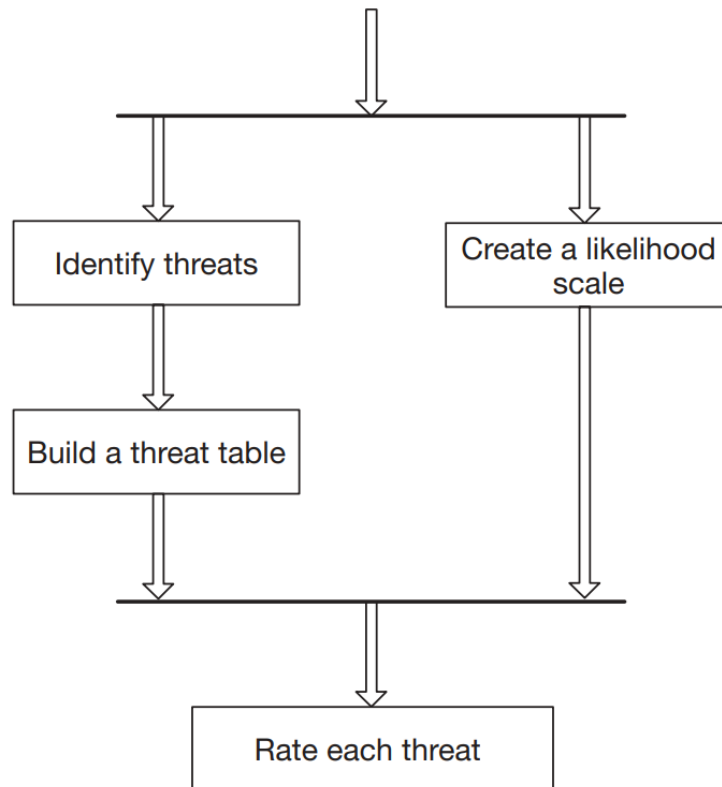 Identify threats
Create a likelihood
scale
Build a threat table
Rate each threat